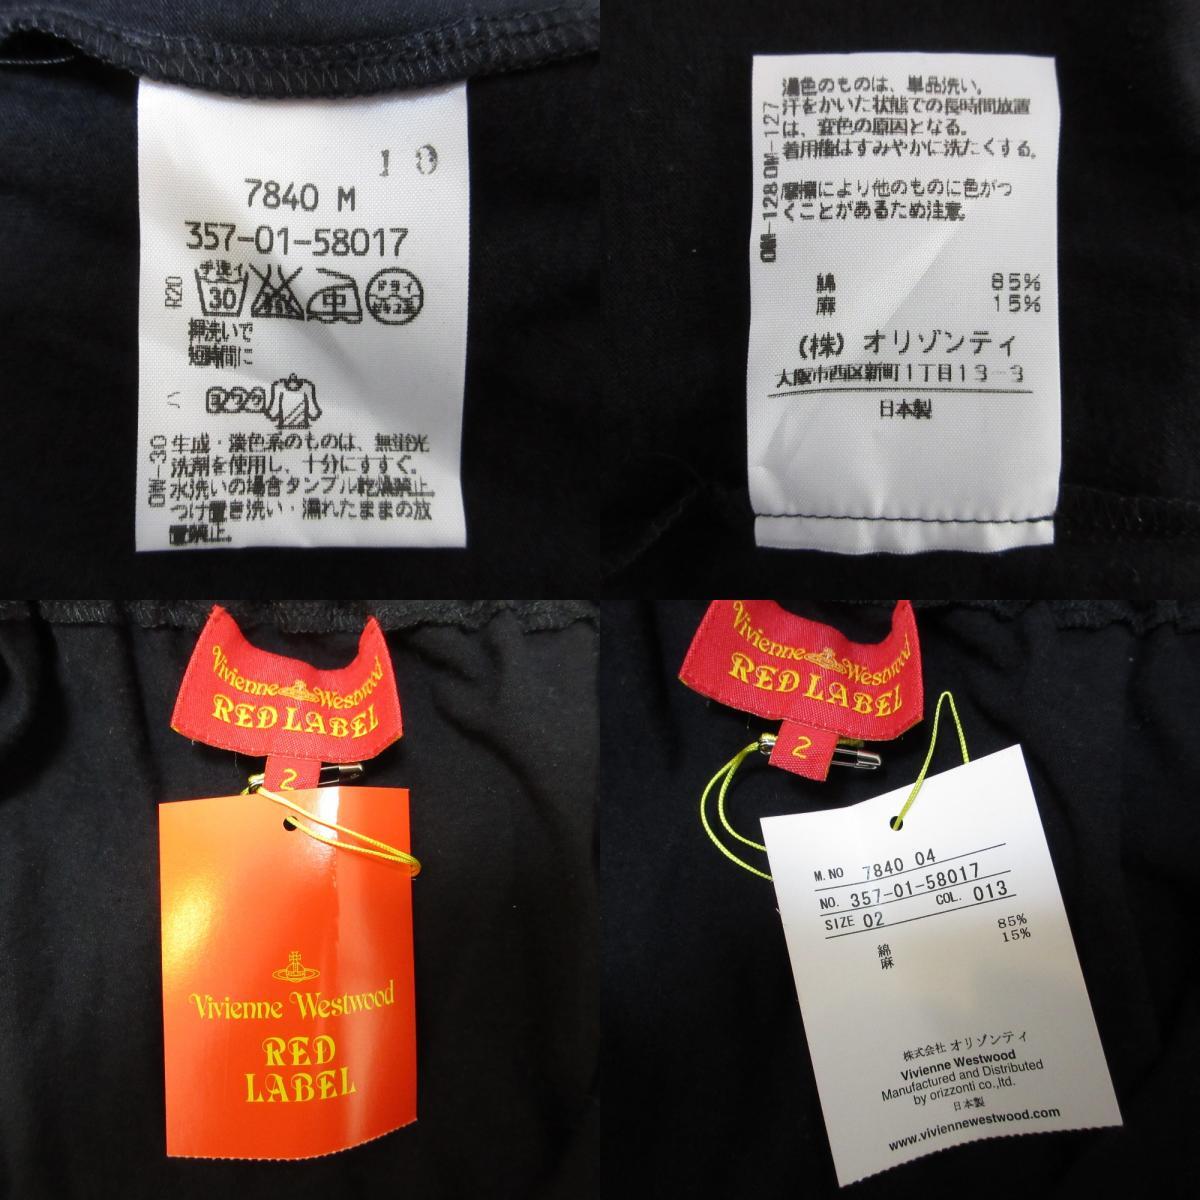 10
7840 M
357-01-58017
手洗イ
30
中
ドライ
R20
押洗いで
短時間に
ヨワク
ハ
OW-30
生成・淡色系のものは、無蛍光
洗剤を使用し、十分にすすぐ。
水洗いの場合タンブル乾燥禁止
つけ置き洗い・濡れたままの放
置禁止。
濃色のものは、単品洗い。
汗をかいた状態での長時間放置
は、変色の原因となる。
着用後はすみやかに洗たくする。
摩擦により他のものに色がつ
くことがあるため注意。
OM-128 OM-127
綿 85%
麻 15%
(株) オリゾンティ
大阪市西区新町1丁目13-3
日本製
Vivienne Westwood
RED LABEL
2
Vivienne Westwood
RED
LABEL
Vivienne Westwood
RED LABEL
2
M.NO 7840 04
NO. 357-01-58017
SIZE 02 COL. 013
綿 85%
麻 15%
株式会社 オリゾンティ
Vivienne Westwood
Manufactured and Distributed
by orizzonti co.,ltd.
日本製
www.viviennewestwood.com